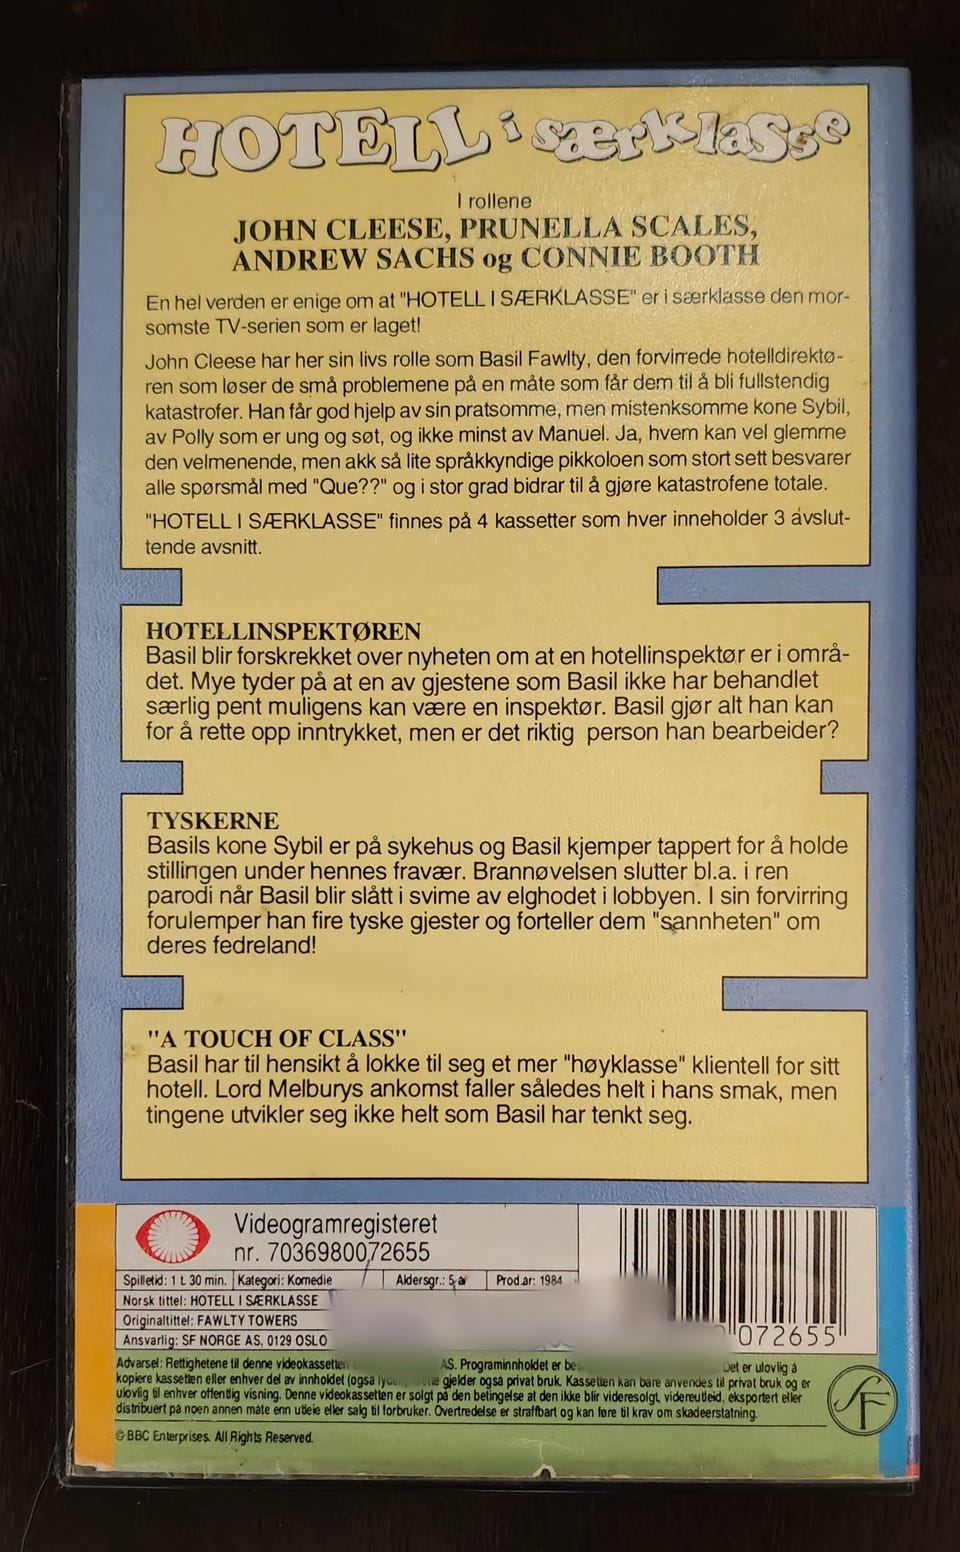 HOTELL i særklasse
I rollene
JOHN CLEESE, PRUNELLA SCALES,
ANDREW SACHS og CONNIE BOOTH
En hel verden er enige om at "HOTELL I SÆRKLASSE" er i særklasse den mor-
somste TV-serien som er laget!
John Cleese har her sin livs rolle som Basil Fawlty, den forvirrede hotelldirektø-
ren som løser de små problemene på en måte som får dem til å bli fullstendig
katastrofer. Han får god hjelp av sin pratsomme, men mistenksomme kone Sybil,
av Polly som er ung og søt, og ikke minst av Manuel. Ja, hvem kan vel glemme
den velmenende, men akk så lite språkkyndige pikkoloen som stort sett besvarer
alle spørsmål med "Que??" og i stor grad bidrar til å gjøre katastrofene totale.
"HOTELL I SÆRKLASSE" finnes på 4 kassetter som hver inneholder 3 avslut-
tende avsnitt.
HOTELLINSPEKTØREN
Basil blir forskrekket over nyheten om at en hotellinspektør er i områ-
det. Mye tyder på at en av gjestene som Basil ikke har behandlet
særlig pent muligens kan være en inspektør. Basil gjør alt han kan
for å rette opp inntrykket, men er det riktig person han bearbeider?
TYSKERNE
Basils kone Sybil er på sykehus og Basil kjemper tappert for å holde
stillingen under hennes fravær. Brannøvelsen slutter bl.a. i ren
parodi når Basil blir slått i svime av elghodet i lobbyen. I sin forvirring
forulemper han fire tyske gjester og forteller dem "sannheten" om
deres fedreland!
"A TOUCH OF CLASS"
Basil har til hensikt å lokke til seg et mer "høyklasse" klientell for sitt
hotell. Lord Melburys ankomst faller således helt i hans smak, men
tingene utvikler seg ikke helt som Basil har tenkt seg.
Videogramregisteret
nr. 7036980072655
Spilletid: 1 t. 30 min. Kategori: Komedie Aldersgr.: 5 år Prod.år: 1984
Norsk tittel: HOTELL I SÆRKLASSE
Originaltittel: FAWLTY TOWERS
Ansvarlig: SF NORGE AS, 0129 OSLO
072655
Advarsel: Rettighetene til denne videokassetten AS. Programinnholdet er Det er ulovlig å
kopiere kassetten eller enhver del av innholdet (også gjelder også privat bruk. Kassetten kan bare anvendes til privat bruk og er
ulovlig til enhver offentlig visning. Denne videokassetten er solgt på den betingelse at den ikke blir videresolgt, videreutleid, eksportert eller
distribuert på noen annen måte enn utleie eller salg til forbruker. Overtredelse er straffbart og kan føre til krav om skadeerstatning.
SF
© BBC Enterprises. All Rights Reserved.